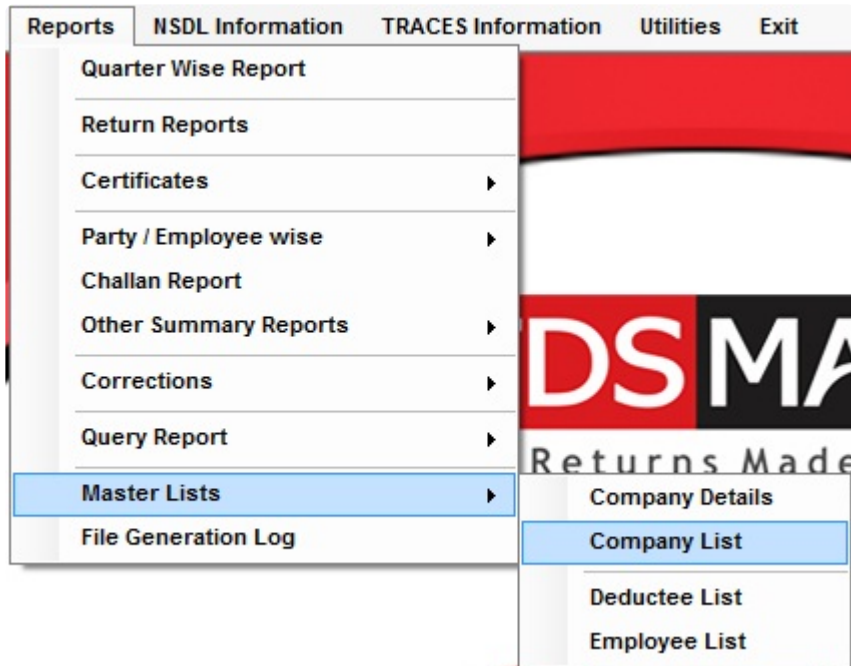 Reports NSDL Information TRACES Information Utilities Exit
Quarter Wise Report
Return Reports
Certificates
Party / Employee wise
Challan Report
Other Summary Reports
Corrections
Query Report
Master Lists
File Generation Log
DSMA
Returns Made
Company Details
Company List
Deductee List
Employee List